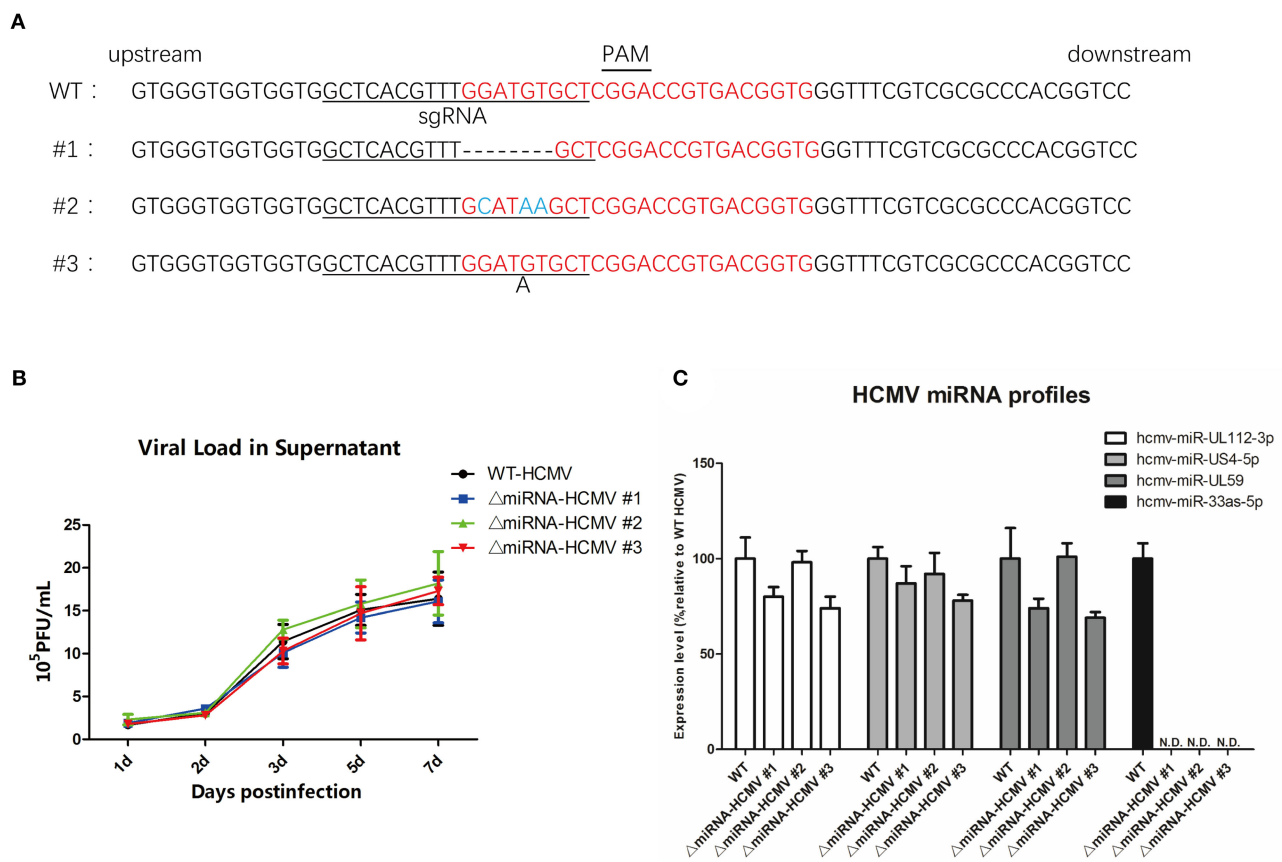 A
upstream PAM downstream
WT : GTGGGTGGTGGTGGCTCACGTTTGGATGTGCTCGGACCGTGACGGTGGGTTTCGTCGCGCCCACGGTCC
sgRNA
#1 : GTGGGTGGTGGTGGCTCACGTTT--------GCTCGGACCGTGACGGTGGGTTTCGTCGCGCCCACGGTCC
#2 : GTGGGTGGTGGTGGCTCACGTTTGCATAAGCTCGGACCGTGACGGTGGGTTTCGTCGCGCCCACGGTCC
#3 : GTGGGTGGTGGTGGCTCACGTTTGGATGTGCTCGGACCGTGACGGTGGGTTTCGTCGCGCCCACGGTCC
A
B
Viral Load in Supernatant
WT-HCMV
△miRNA-HCMV #1
△miRNA-HCMV #2
△miRNA-HCMV #3
10⁵PFU/mL
25
20
15
10
5
0
1d 2d 3d 5d 7d
Days postinfection
C
HCMV miRNA profiles
hcmv-miR-UL112-3p
hcmv-miR-US4-5p
hcmv-miR-UL59
hcmv-miR-33as-5p
Expression level (%,relative to WT HCMV)
150
100
50
0
N.D. N.D. N.D.
WT △miRNA-HCMV #1 △miRNA-HCMV #2 △miRNA-HCMV #3
WT △miRNA-HCMV #1 △miRNA-HCMV #2 △miRNA-HCMV #3
WT △miRNA-HCMV #1 △miRNA-HCMV #2 △miRNA-HCMV #3
WT △miRNA-HCMV #1 △miRNA-HCMV #2 △miRNA-HCMV #3